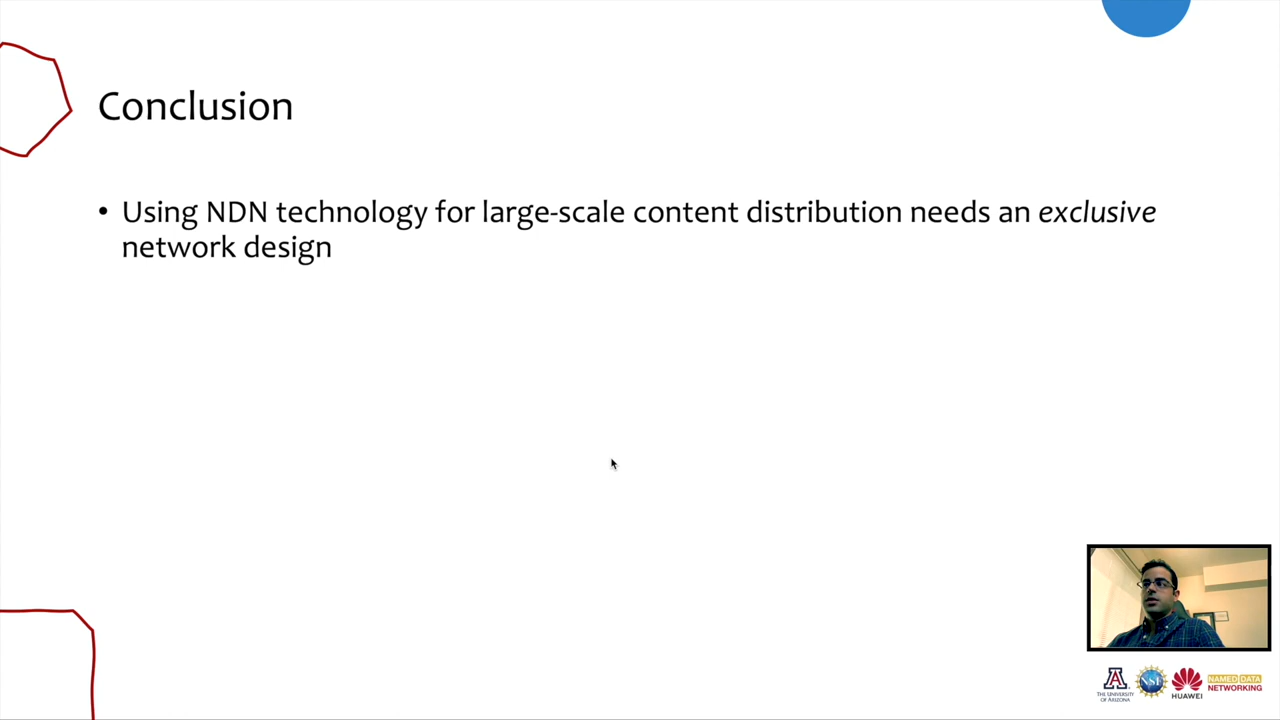 Conclusion
• Using NDN technology for large-scale content distribution needs an exclusive
network design
THE UNIVERSITY
OF ARIZONA
NSF
HUAWEI
NAMED DATA
NETWORKING